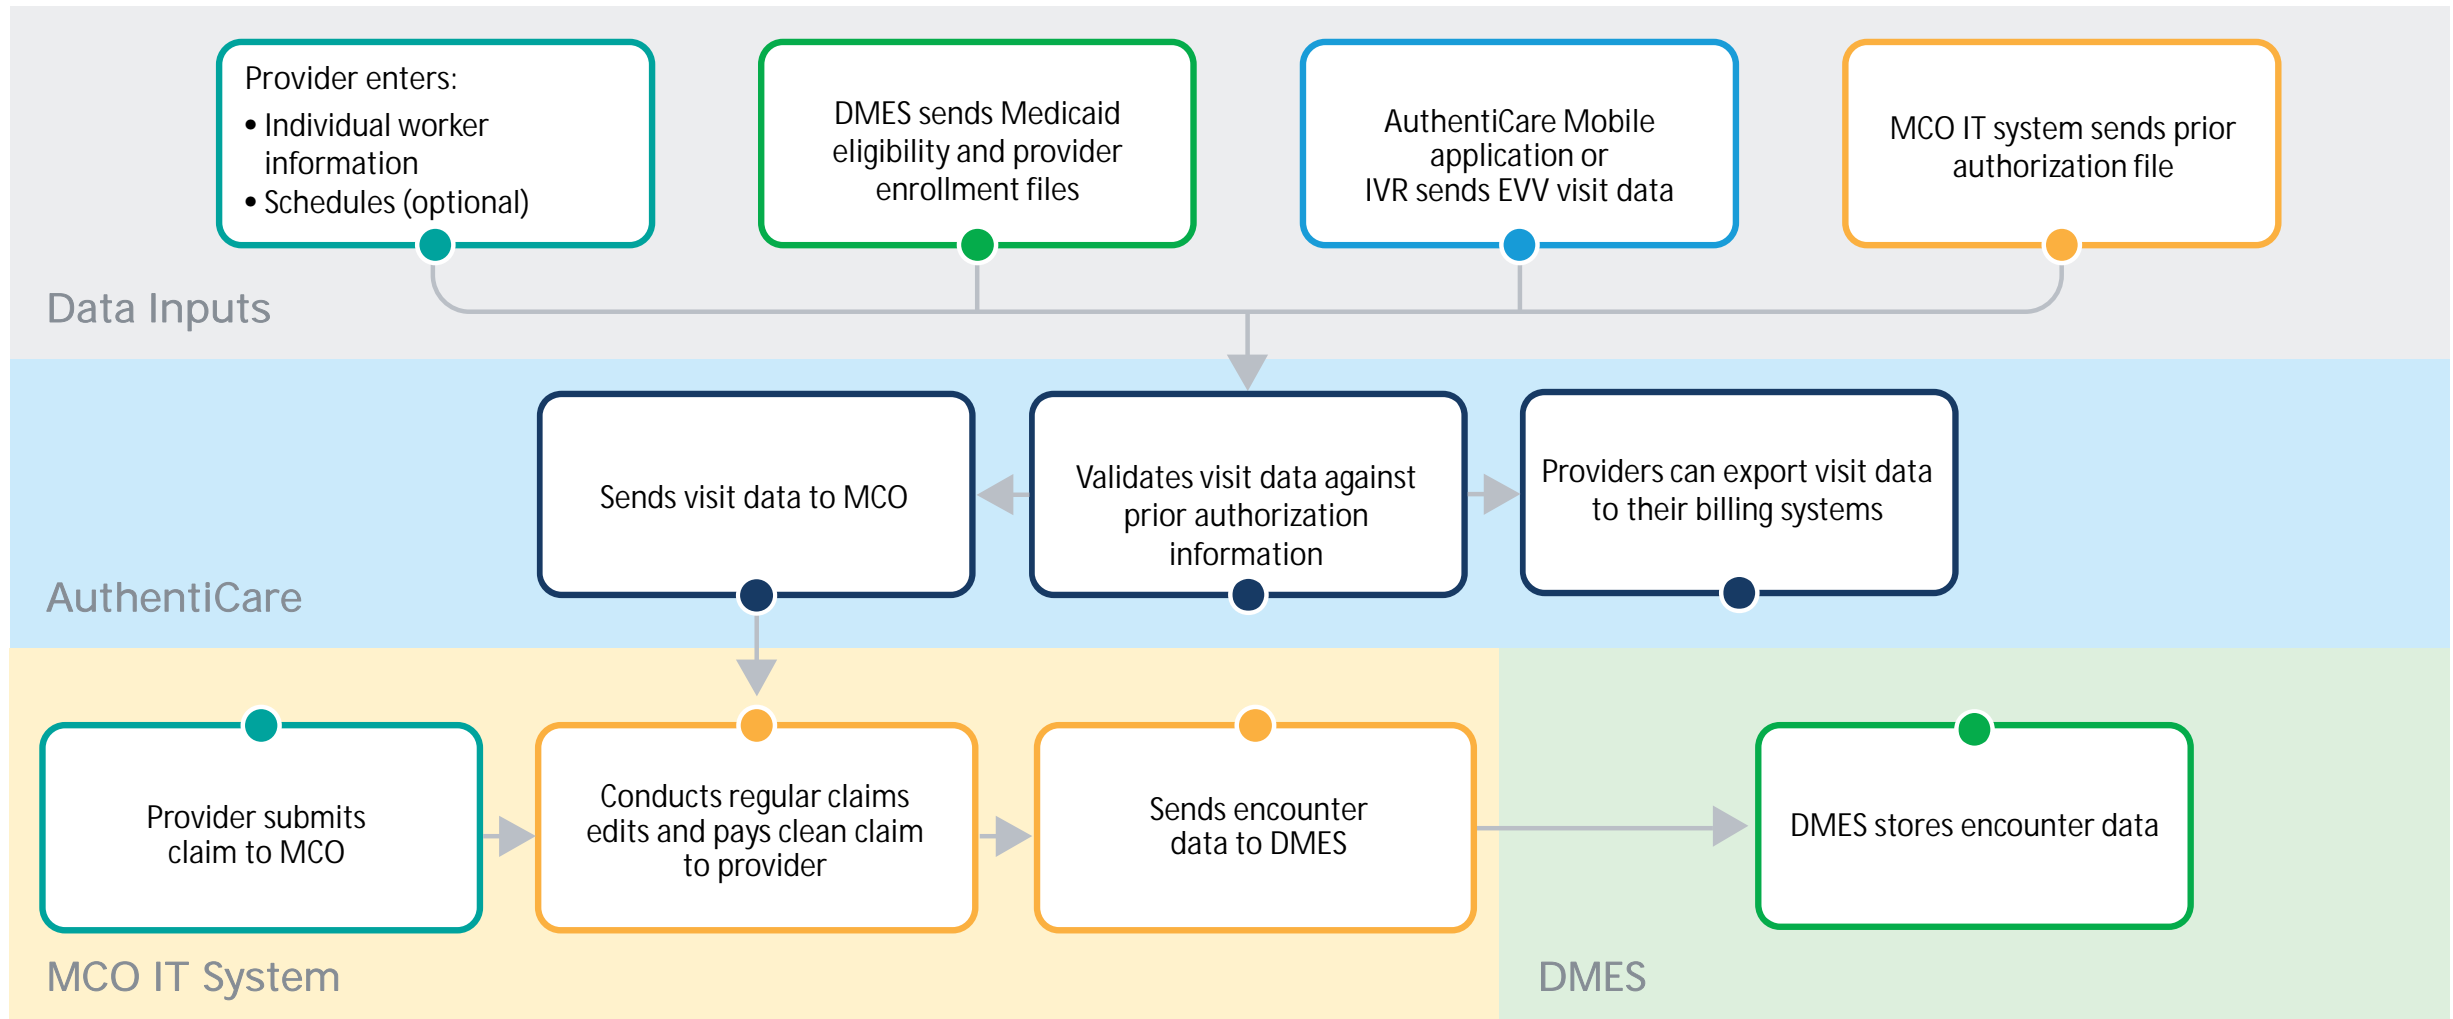 Provider enters:
• Individual worker
information
• Schedules (optional)
DMES sends Medicaid
eligibility and provider
enrollment files
AuthentiCare Mobile
application or
IVR sends EVV visit data
MCO IT system sends prior
authorization file
Data Inputs
Sends visit data to MCO
Validates visit data against
prior authorization
information
Providers can export visit data
to their billing systems
AuthentiCare
Provider submits
claim to MCO
Conducts regular claims
edits and pays clean claim
to provider
Sends encounter
data to DMES
DMES stores encounter data
MCO IT System
DMES